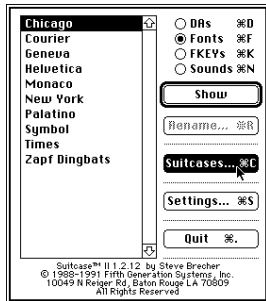 Chicago
Courier
Geneva
Helvetica
Monaco
New York
Palatino
Symbol
Times
Zapf Dingbats
DAs ⌘D
Fonts ⌘F
FKEYs ⌘K
Sounds ⌘N
Show
Rename... ⌘R
Suitcases... ⌘C
Settings... ⌘S
Quit ⌘.
Suitcase™ II 1.2.12 by Steve Brecher
© 1988-1991 Fifth Generation Systems, Inc.
10049 N Reiger Rd, Baton Rouge LA 70809
All Rights Reserved